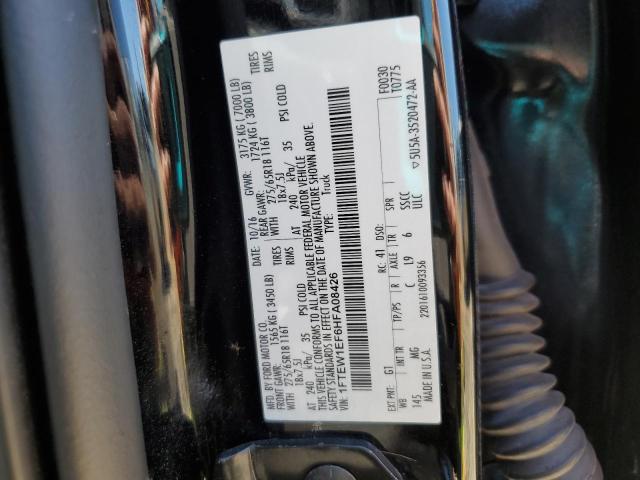 MFD. BY FORD MOTOR CO.
DATE: 10/16 GVWR: 3175 KG ( 7000 LB)
FRONT GAWR: 1565 KG ( 3450 LB) REAR GAWR: 1724 KG ( 3800 LB)
WITH 275/65R18 116T TIRES WITH 275/65R18 116T TIRES
18x7.5J RIMS 18x7.5J RIMS
AT 240 kPa/ 35 PSI COLD AT 240 kPa/ 35 PSI COLD
THIS VEHICLE CONFORMS TO ALL APPLICABLE FEDERAL MOTOR VEHICLE
SAFETY STANDARDS IN EFFECT ON THE DATE OF MANUFACTURE SHOWN ABOVE.
VIN: 1FTEW1EF6HFA08426 TYPE: Truck
F0030
T0775
EXT PNT: G1 RC: 41 DSO:
WB INT TR TP/PS R AXLE TR SPR
145 MG C L9 6 SSCC
ULC
MADE IN U.S.A. 2201610093356
▽5U5A-3520472-AA